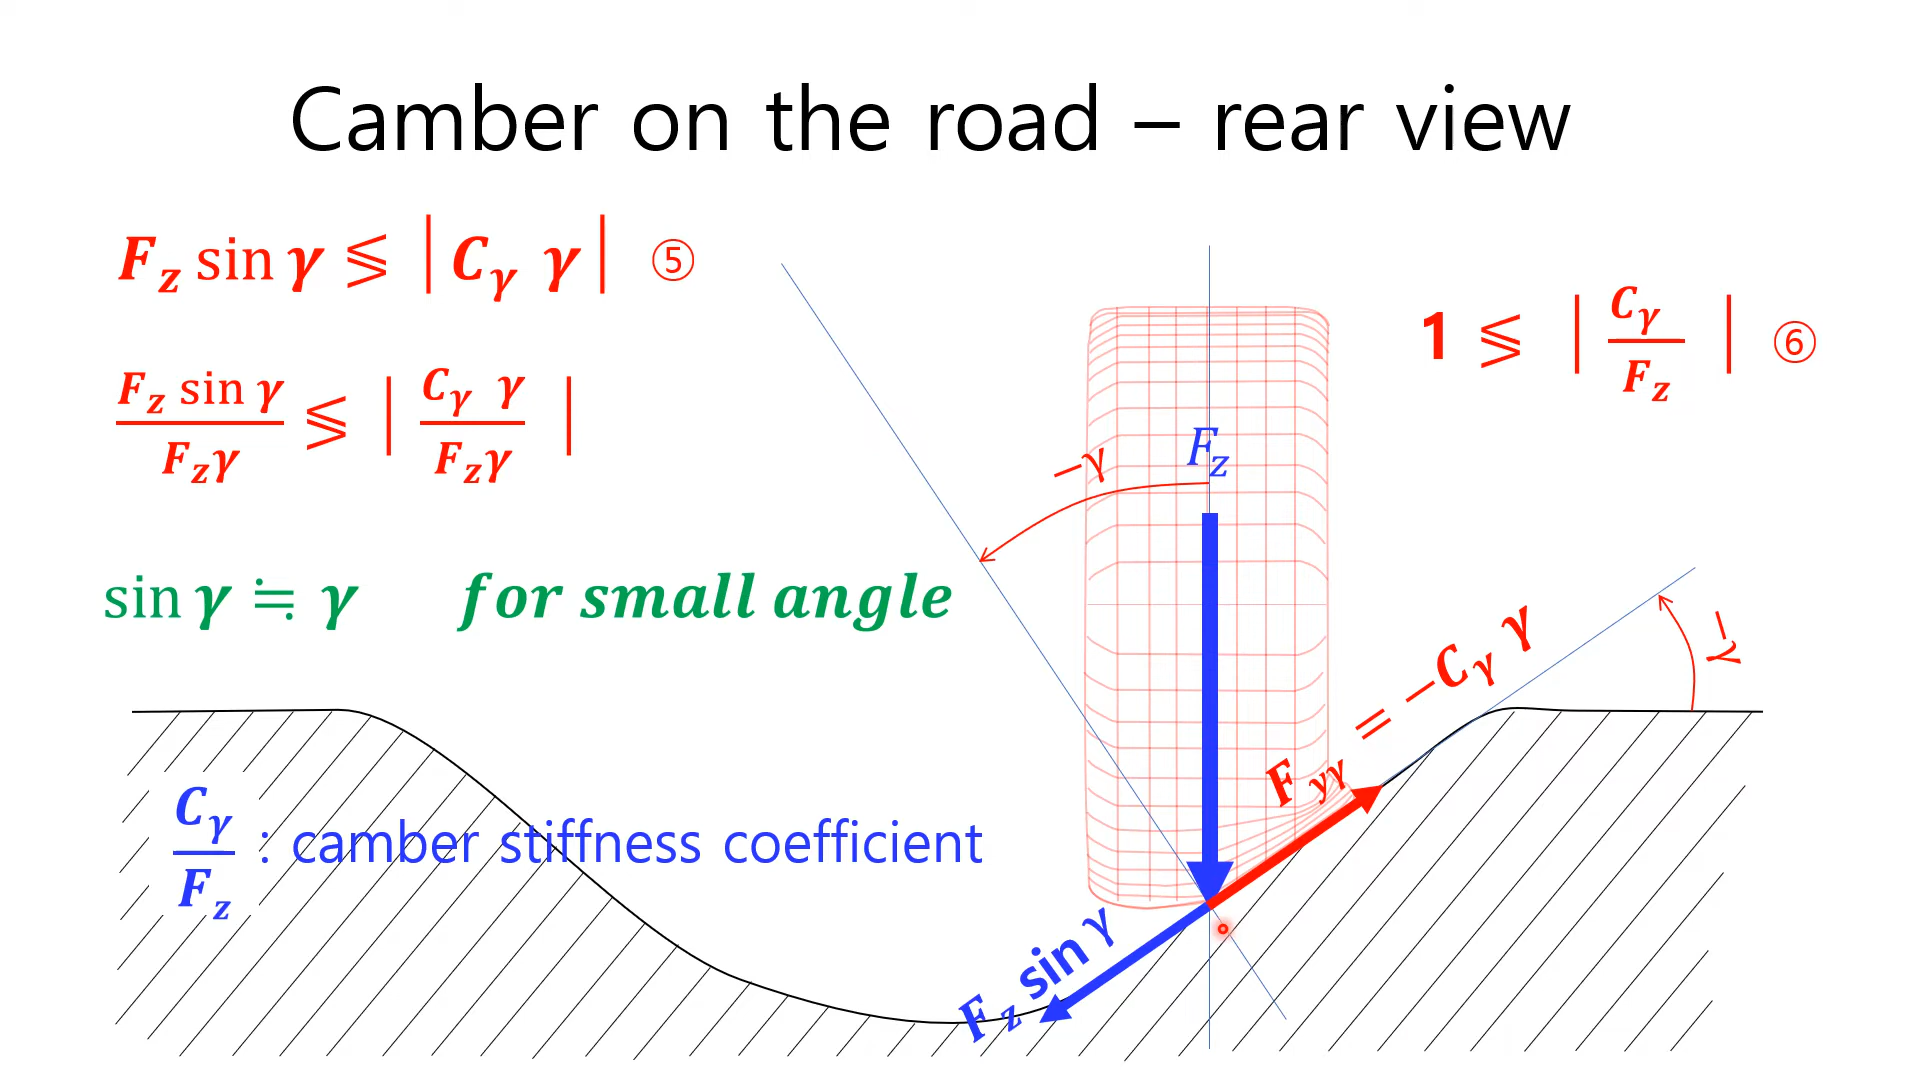 Camber on the road – rear view
F_z sin γ ≶ | C_γ γ | ⑤
1 ≶ | C_γ / F_z | ⑥
F_z sin γ / F_z γ ≶ | C_γ γ / F_z γ |
−γ
F_z
sin γ ≒ γ for small angle
−γ
F_yγ = −C_γ γ
C_γ / F_z : camber stiffness coefficient
F_z sin γ